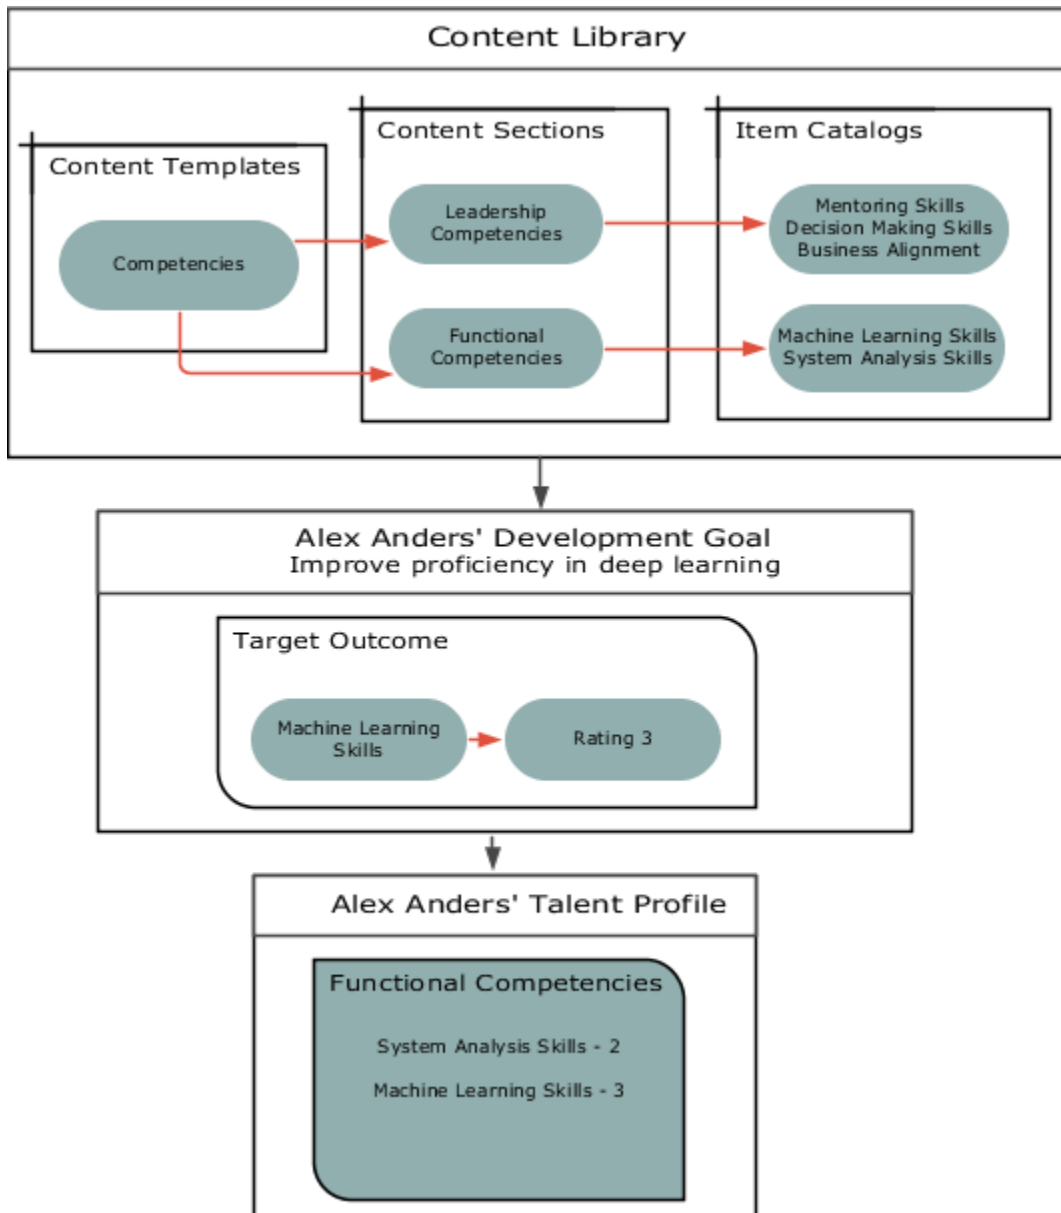 Content Library
Content Templates
Competencies
Content Sections
Leadership
Competencies
Functional
Competencies
Item Catalogs
Mentoring Skills
Decision Making Skills
Business Alignment
Machine Learning Skills
System Analysis Skills
Alex Anders' Development Goal
Improve proficiency in deep learning
Target Outcome
Machine Learning
Skills
Rating 3
Alex Anders' Talent Profile
Functional Competencies
System Analysis Skills - 2
Machine Learning Skills - 3